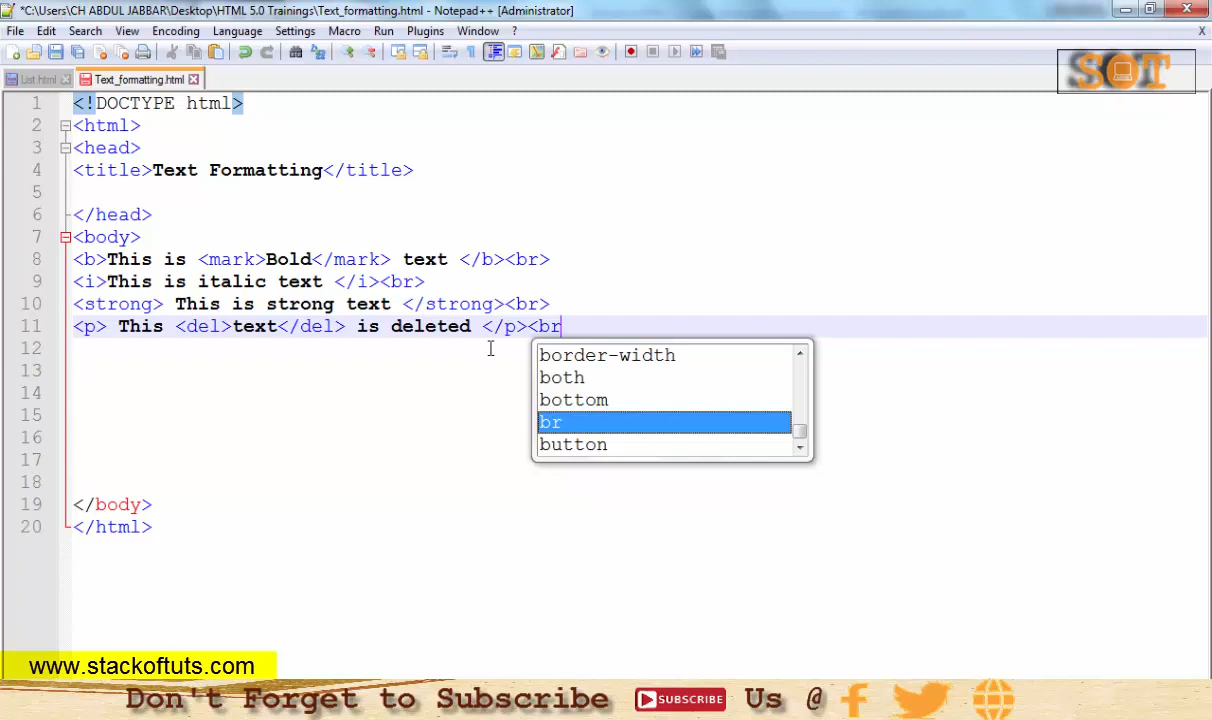 *C:\Users\CH ABDUL JABBAR\Desktop\HTML 5.0 Trainings\Text_formatting.html - Notepad++ [Administrator]
File Edit Search View Encoding Language Settings Macro Run Plugins Window ? X
List.html Text_formatting.html
SOT
1 <!DOCTYPE html>
2 <html>
3 <head>
4 <title>Text Formatting</title>
5
6 </head>
7 <body>
8 <b>This is <mark>Bold</mark> text </b><br>
9 <i>This is italic text </i><br>
10 <strong> This is strong text </strong><br>
11 <p> This <del>text</del> is deleted </p><br
12
border-width
13
both
14
bottom
15
br
16
button
17
18
19 </body>
20 </html>
www.stackoftuts.com
Don't Forget to Subscribe SUBSCRIBE Us @